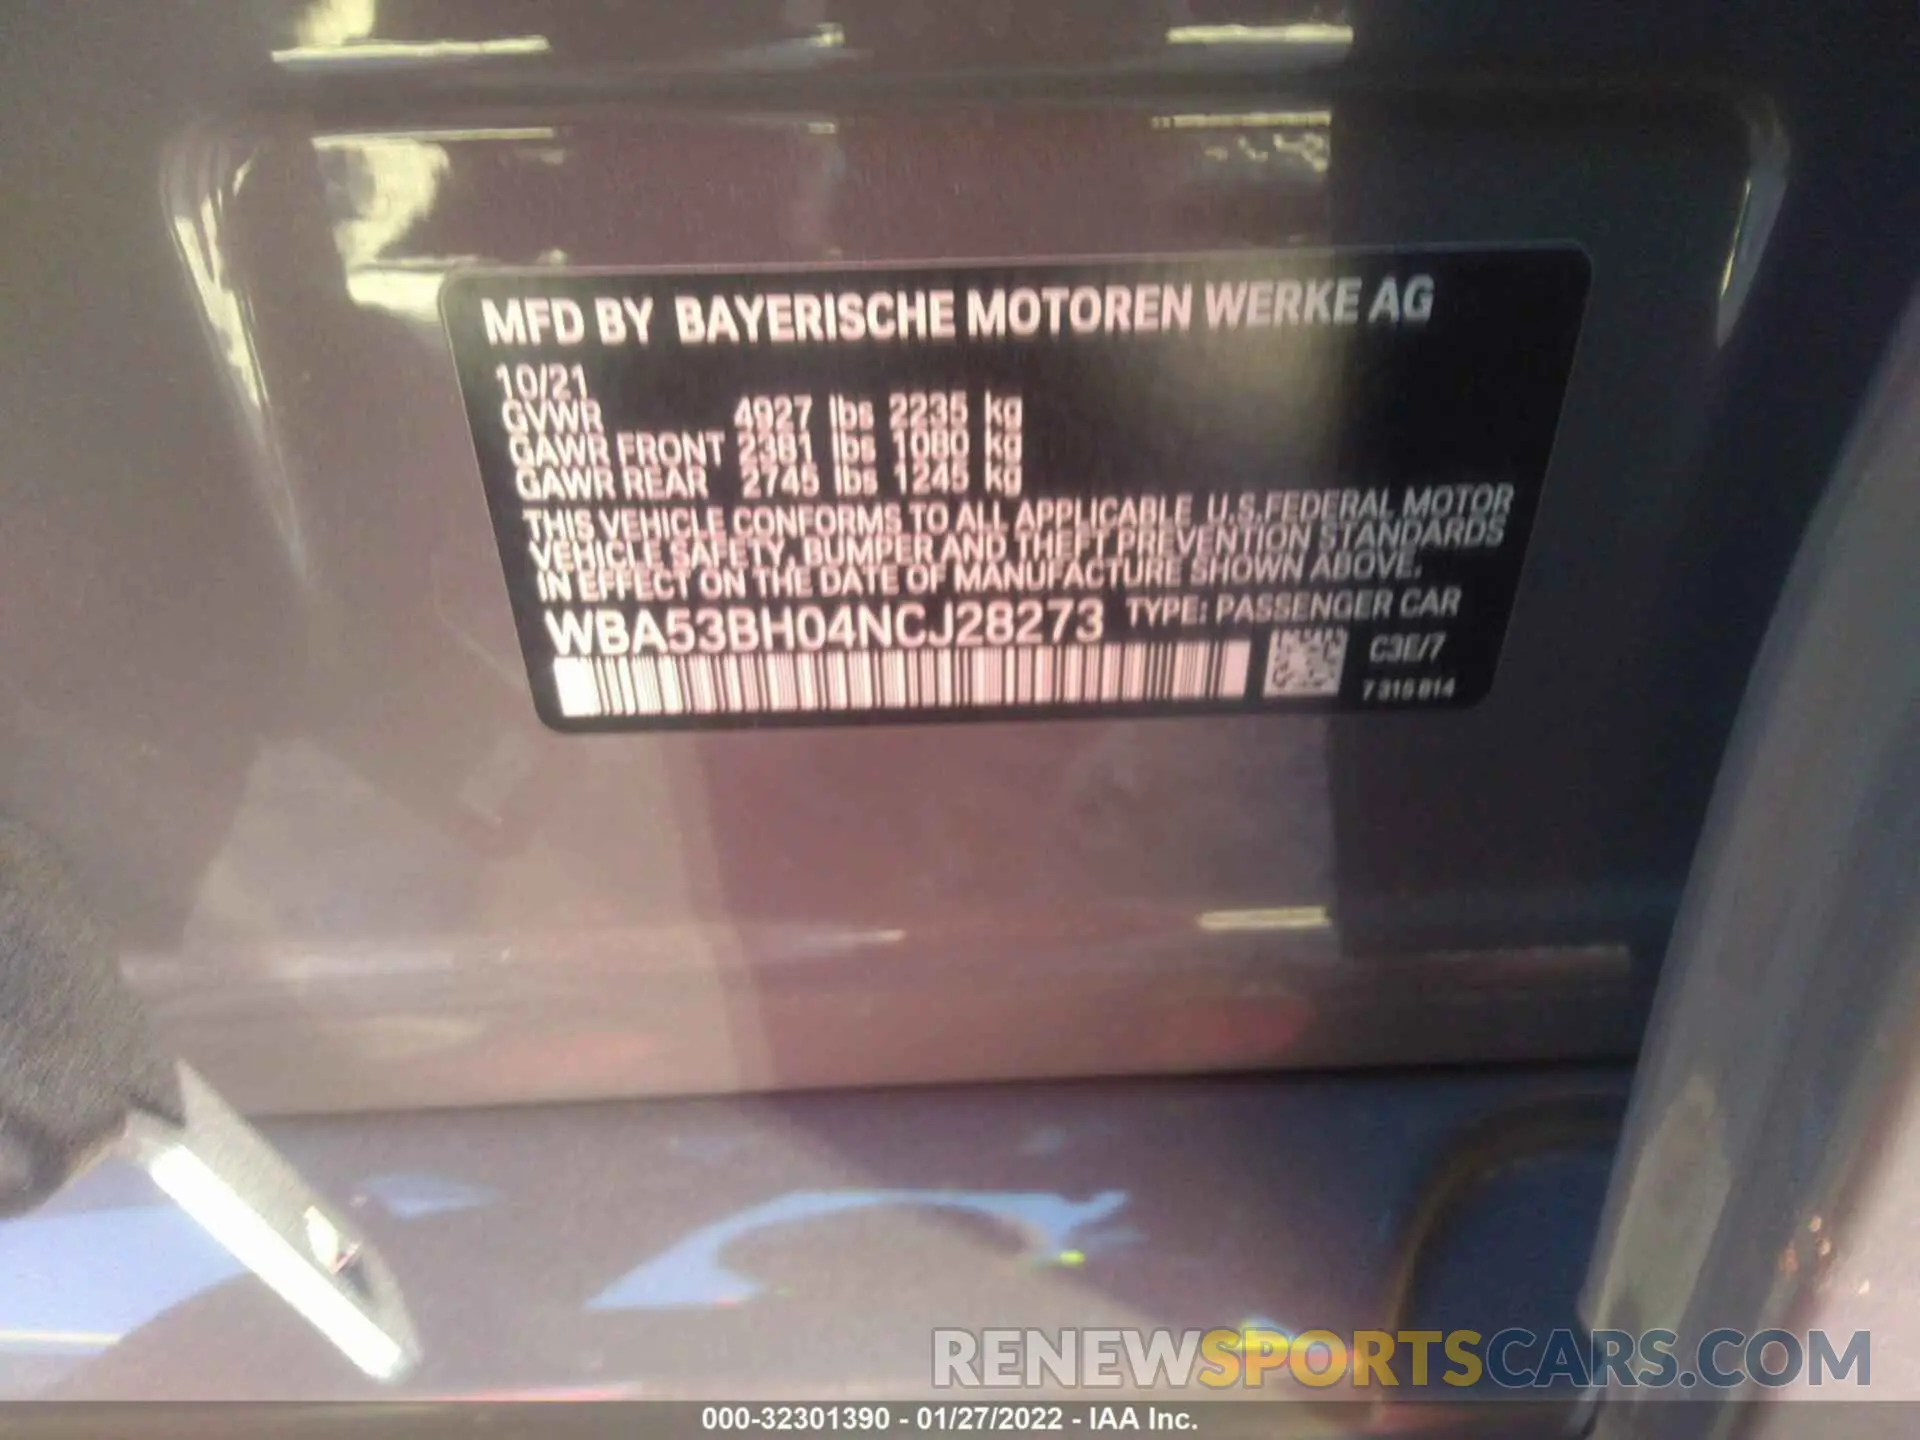 MFD BY BAYERISCHE MOTOREN WERKE AG
10/21
GVWR 4927 lbs 2235 kg
GAWR FRONT 2381 lbs 1080 kg
GAWR REAR 2745 lbs 1245 kg
THIS VEHICLE CONFORMS TO ALL APPLICABLE U.S.FEDERAL MOTOR
VEHICLE SAFETY, BUMPER AND THEFT PREVENTION STANDARDS
IN EFFECT ON THE DATE OF MANUFACTURE SHOWN ABOVE.
WBA53BH04NCJ28273 TYPE: PASSENGER CAR
C3E/7
7 315 814
RENEWSPORTSCARS.COM
000-32301390 - 01/27/2022 - IAA Inc.